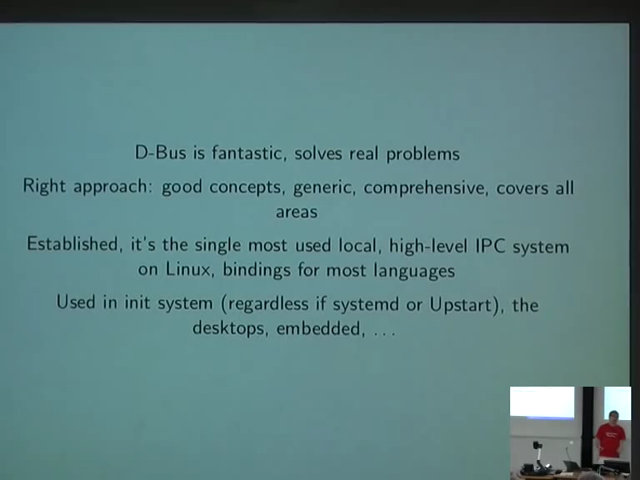 D-Bus is fantastic, solves real problems
Right approach: good concepts, generic, comprehensive, covers all
areas
Established, it's the single most used local, high-level IPC system
on Linux, bindings for most languages
Used in init system (regardless if systemd or Upstart), the
desktops, embedded, ...